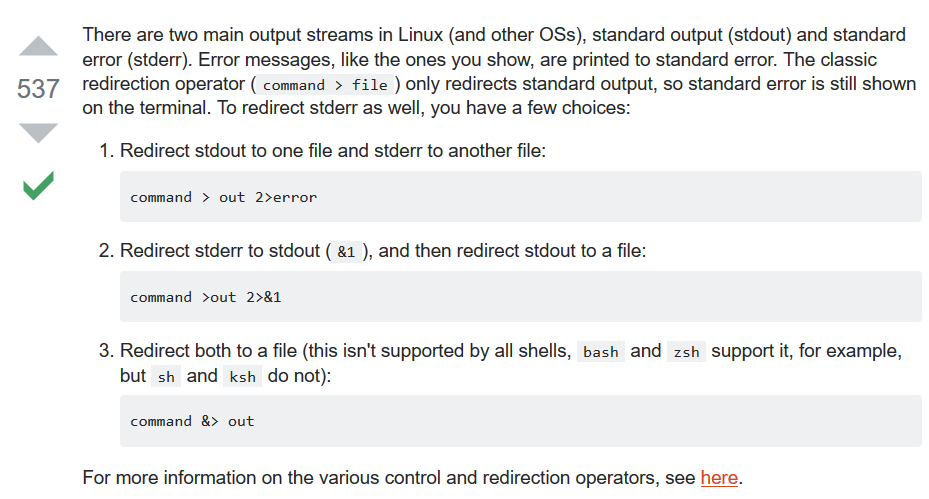 There are two main output streams in Linux (and other OSs), standard output (stdout) and standard
error (stderr). Error messages, like the ones you show, are printed to standard error. The classic
537
redirection operator ( command > file ) only redirects standard output, so standard error is still shown
on the terminal. To redirect stderr as well, you have a few choices:
1. Redirect stdout to one file and stderr to another file:
command > out 2>error
2. Redirect stderr to stdout ( &1 ), and then redirect stdout to a file:
command >out 2>&1
3. Redirect both to a file (this isn't supported by all shells, bash and zsh support it, for example,
but sh and ksh do not):
command &> out
For more information on the various control and redirection operators, see here.